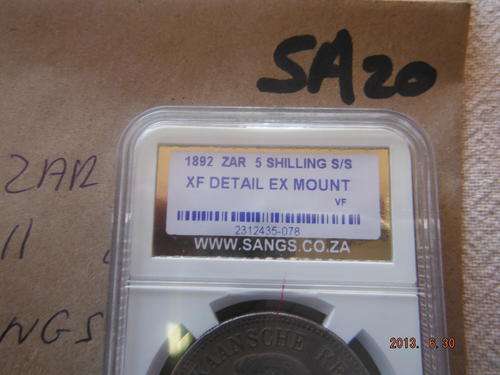 SA20
1892 ZAR 5 SHILLING S/S
XF DETAIL EX MOUNT
VF
2312435-078
WWW.SANGS.CO.ZA
ZAR
NGS
2013. 6.30